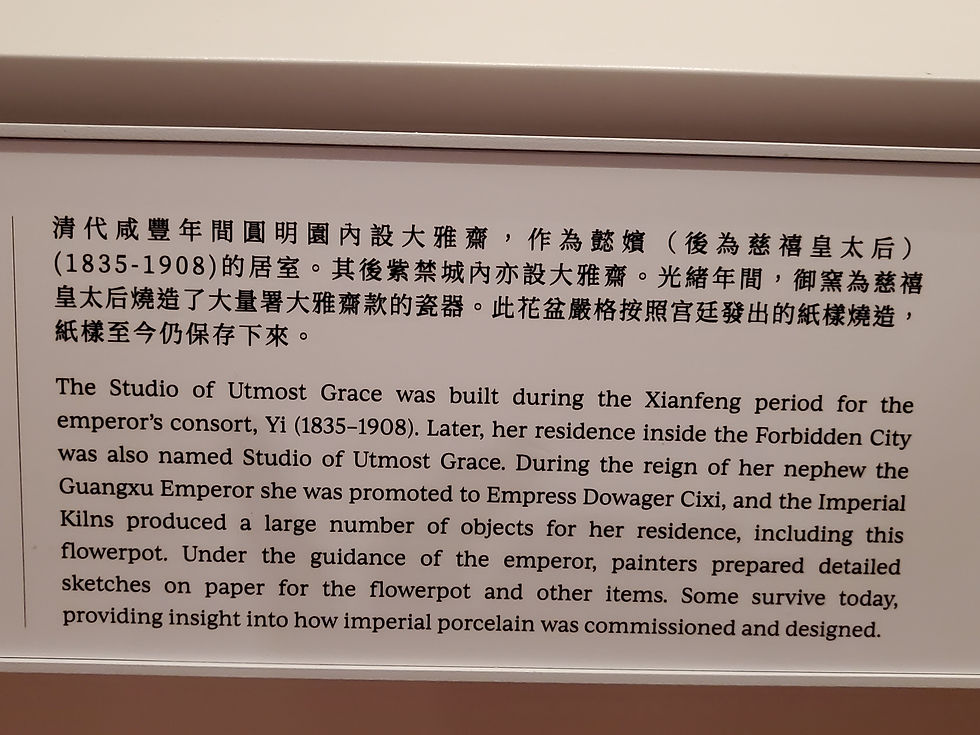 清代咸豐年間圓明園內設大雅齋，作為懿嬪（後為慈禧皇太后）
(1835-1908)的居室。其後紫禁城內亦設大雅齋。光緒年間，御窯為慈禧
皇太后燒造了大量署大雅齋款的瓷器。此花盆嚴格按照宮廷發出的紙樣燒造，
紙樣至今仍保存下來。
The Studio of Utmost Grace was built during the Xianfeng period for the
emperor’s consort, Yi (1835–1908). Later, her residence inside the Forbidden City
was also named Studio of Utmost Grace. During the reign of her nephew the
Guangxu Emperor she was promoted to Empress Dowager Cixi, and the Imperial
Kilns produced a large number of objects for her residence, including this
flowerpot. Under the guidance of the emperor, painters prepared detailed
sketches on paper for the flowerpot and other items. Some survive today,
providing insight into how imperial porcelain was commissioned and designed.